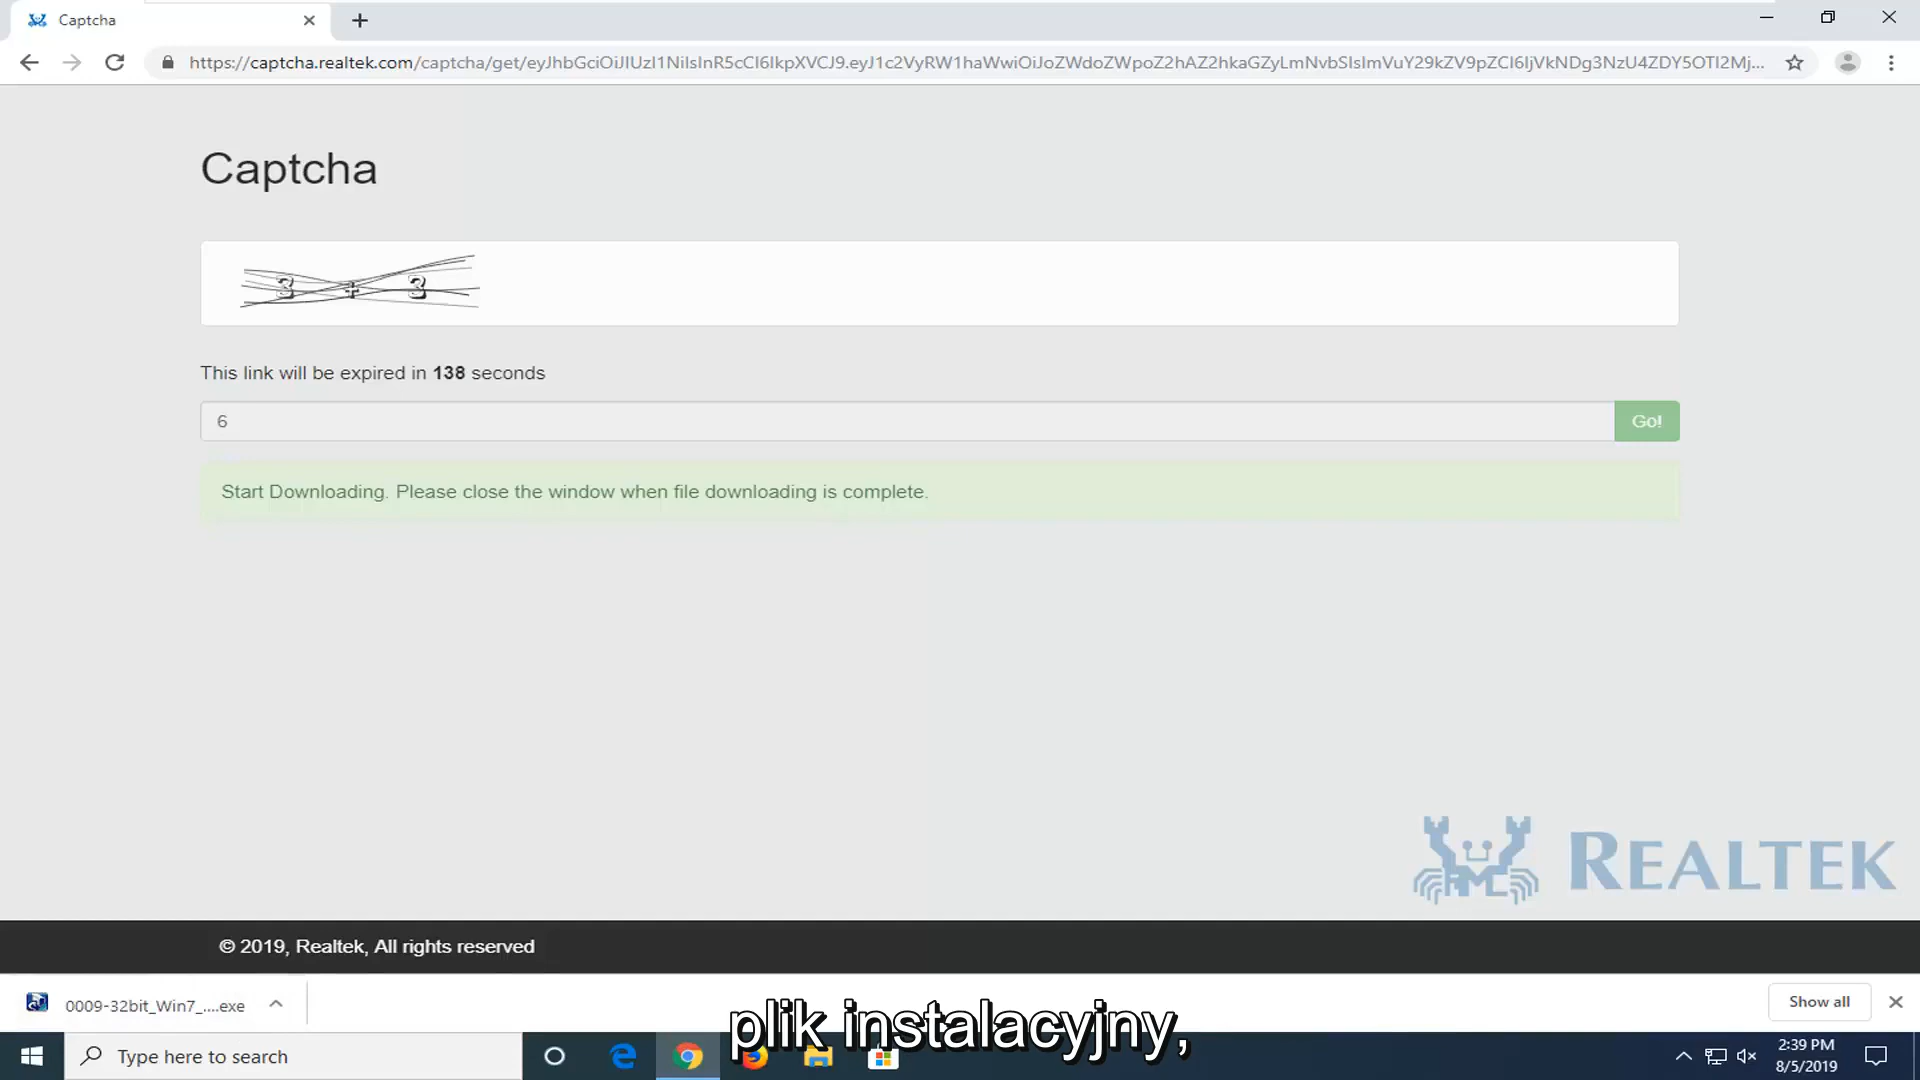 Captcha
https://captcha.realtek.com/captcha/get/
Captcha
3 + 3
This link will be expired in 138 seconds
6
Go!
Start Downloading. Please close the window when file downloading is complete.
REALTEK
© 2019, Realtek, All rights reserved
0009-32bit_Win7_....exe
Show all
plik instalacyjny,
Type here to search
2:39 PM
8/5/2019